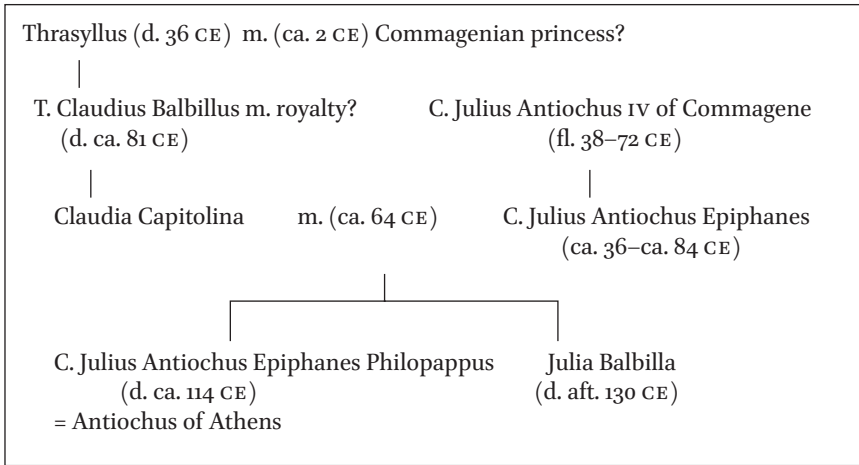 Thrasyllus (d. 36 CE) m. (ca. 2 CE) Commagenian princess?
T. Claudius Balbillus m. royalty? C. Julius Antiochus IV of Commagene
(d. ca. 81 CE) (fl. 38–72 CE)
Claudia Capitolina m. (ca. 64 CE) C. Julius Antiochus Epiphanes
(ca. 36–ca. 84 CE)
C. Julius Antiochus Epiphanes Philopappus Julia Balbilla
(d. ca. 114 CE) (d. aft. 130 CE)
= Antiochus of Athens